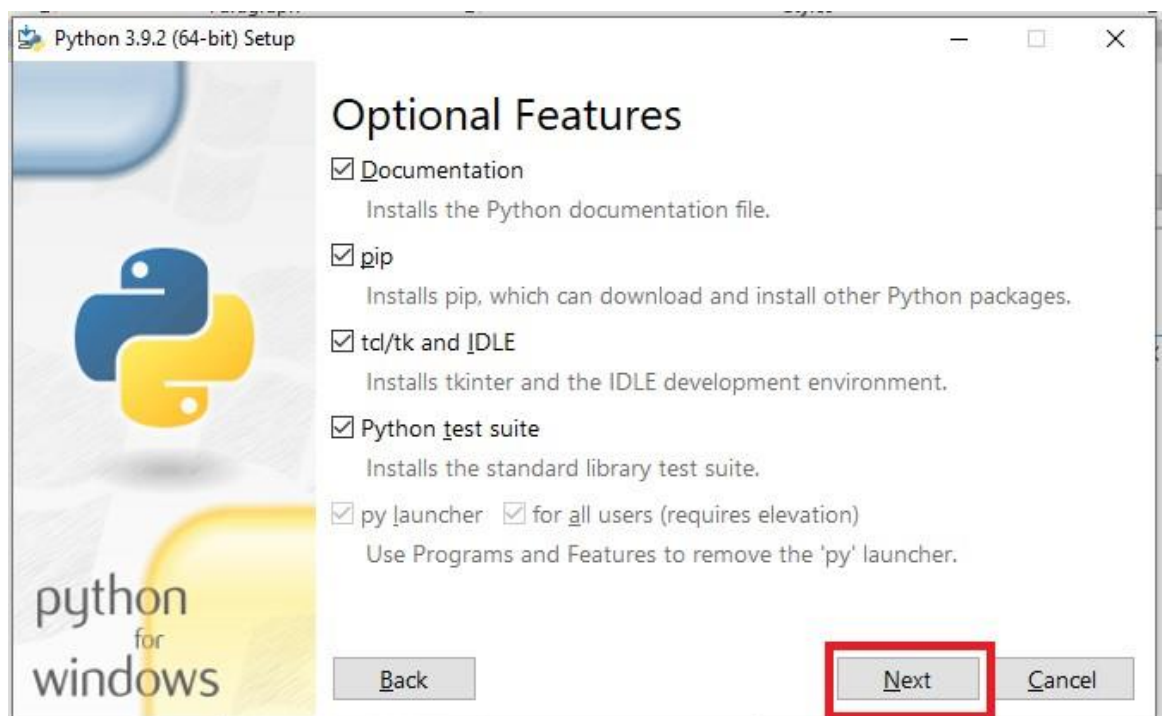 Python 3.9.2 (64-bit) Setup
Optional Features
Documentation
Installs the Python documentation file.
pip
Installs pip, which can download and install other Python packages.
tcl/tk and IDLE
Installs tkinter and the IDLE development environment.
Python test suite
Installs the standard library test suite.
py launcher for all users (requires elevation)
Use Programs and Features to remove the 'py' launcher.
python
for
windows
Back Next Cancel